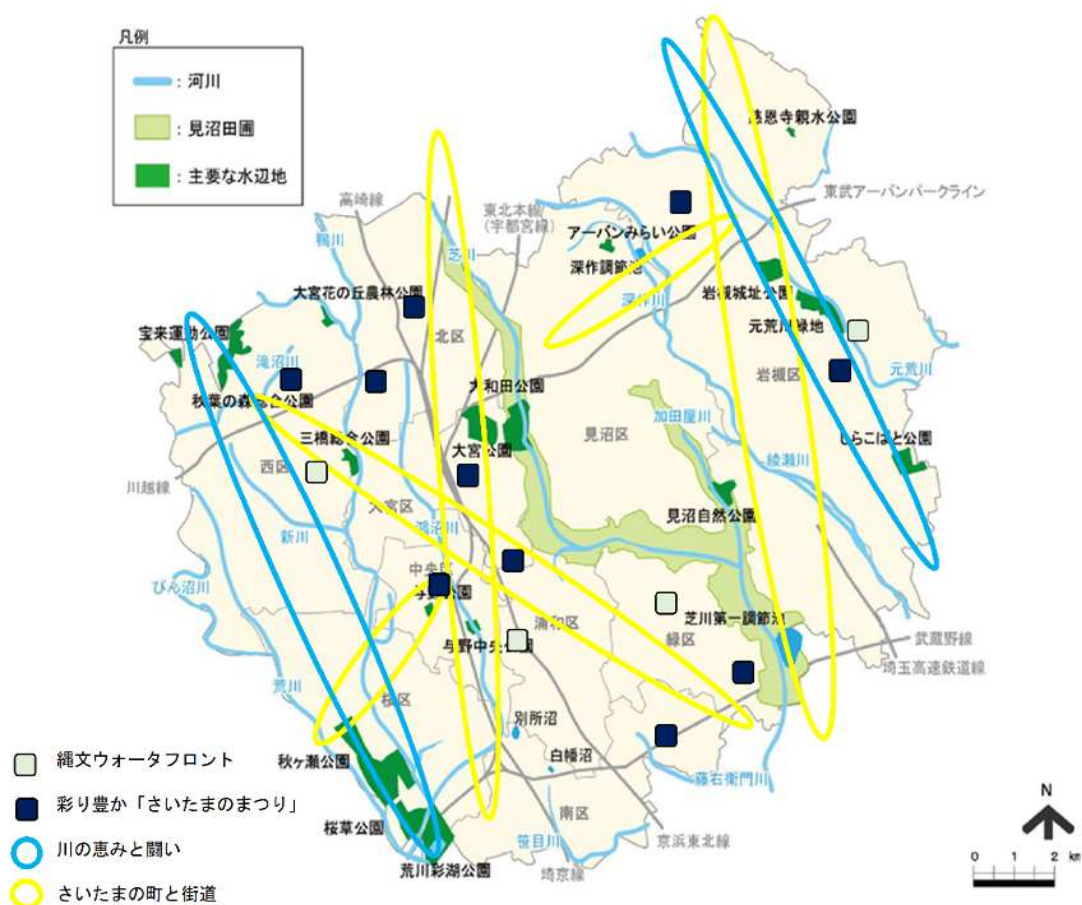 凡例
：河川
：見沼田圃
：主要な水辺地
慈恩寺親水公園
東武アーバンパークライン
高崎線
東北本線
(宇都宮線)
鴨川
芝川
アーバンみらい公園
深作調節池
深作川
岩槻城址公園
大宮花の丘農林公園
元荒川緑地
宝来運動公園
北区
滝沼川
岩槻区
元荒川
秋葉の森総合公園
大和田公園
見沼区
加田屋川
しらこばと公園
三橋総合公園
大宮公園
綾瀬川
西区
川越線
大宮区
見沼自然公園
鴻沼川
新川
中央区
びん沼川
与野公園
浦和区
緑区
芝川第一調節池
与野中央公園
武蔵野線
埼玉高速鉄道線
荒川
桜区
別所沼
秋ヶ瀬公園
白幡沼
藤右衛門川
南区
桜草公園
笹目川
京浜東北線
荒川彩湖公園
埼京線
縄文ウォータフロント
彩り豊か「さいたまのまつり」
川の恵みと闘い
さいたまの町と街道
N
0 1 2 km